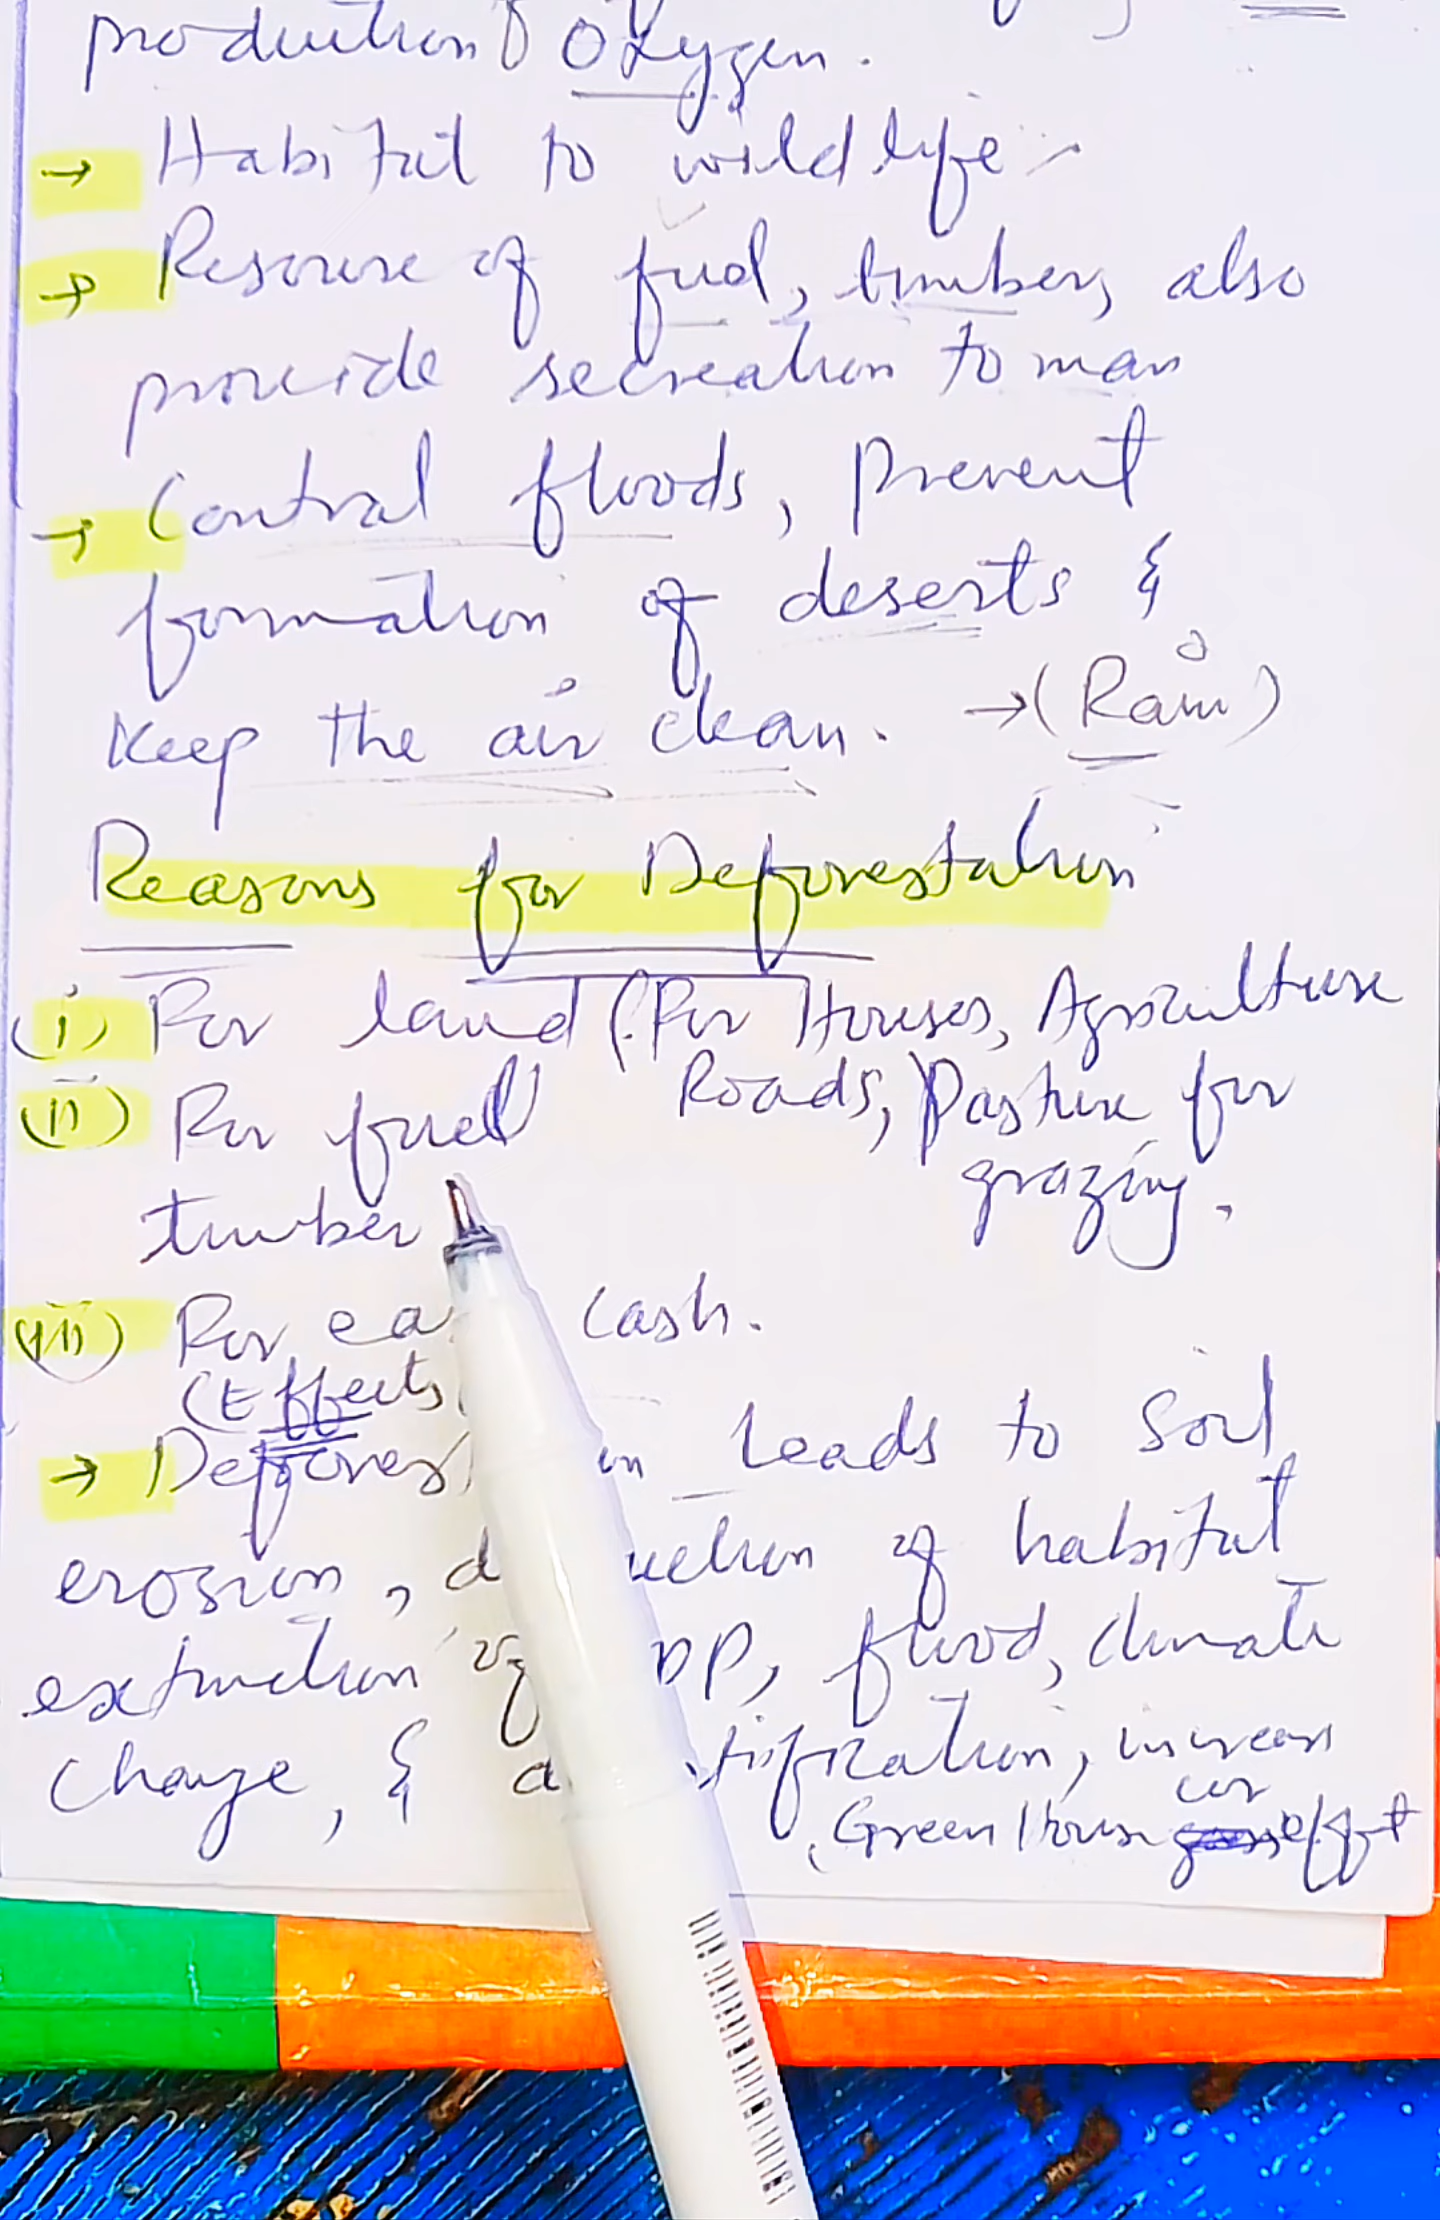 production of Oxygen.
→ Habitat to wild life
→ Resource of fuel, timber, also
provide recreation to man
→ Control floods, prevent
formation of deserts &
Keep the air clean. → (Rain)
Reasons for Deforestation
(i) For land (For Houses, Agriculture
Roads, Pasture for
grazing.
(ii) For fuel
timber
(iii) For cash.
(Effects
→ leads to Soil
erosion, of habitat
extinction of flood, climate
change, & increase
Green House effect